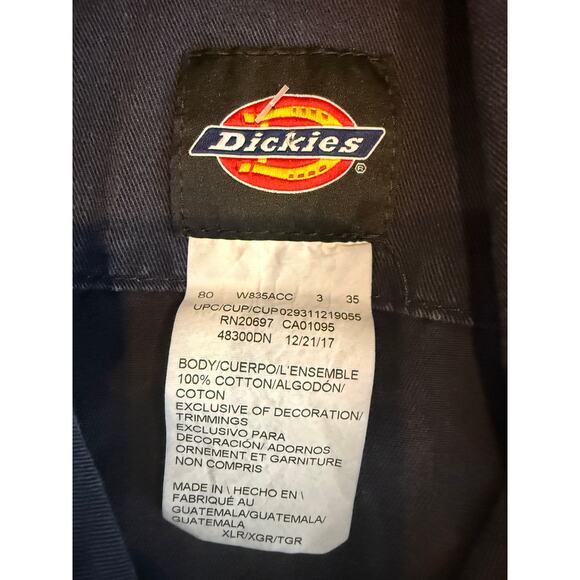 Dickies
®
80 W835ACC 3 35
UPC/CUP/CUP029311219055
RN20697 CA01095
48300DN 12/21/17
BODY/CUERPO/L'ENSEMBLE
100% COTTON/ALGODÓN/
COTON
EXCLUSIVE OF DECORATION/
TRIMMINGS
EXCLUSIVO PARA
DECORACIÓN/ ADORNOS
ORNEMENT ET GARNITURE
NON COMPRIS
MADE IN \ HECHO EN \
FABRIQUÉ AU
GUATEMALA/GUATEMALA/
GUATEMALA
XLR/XGR/TGR